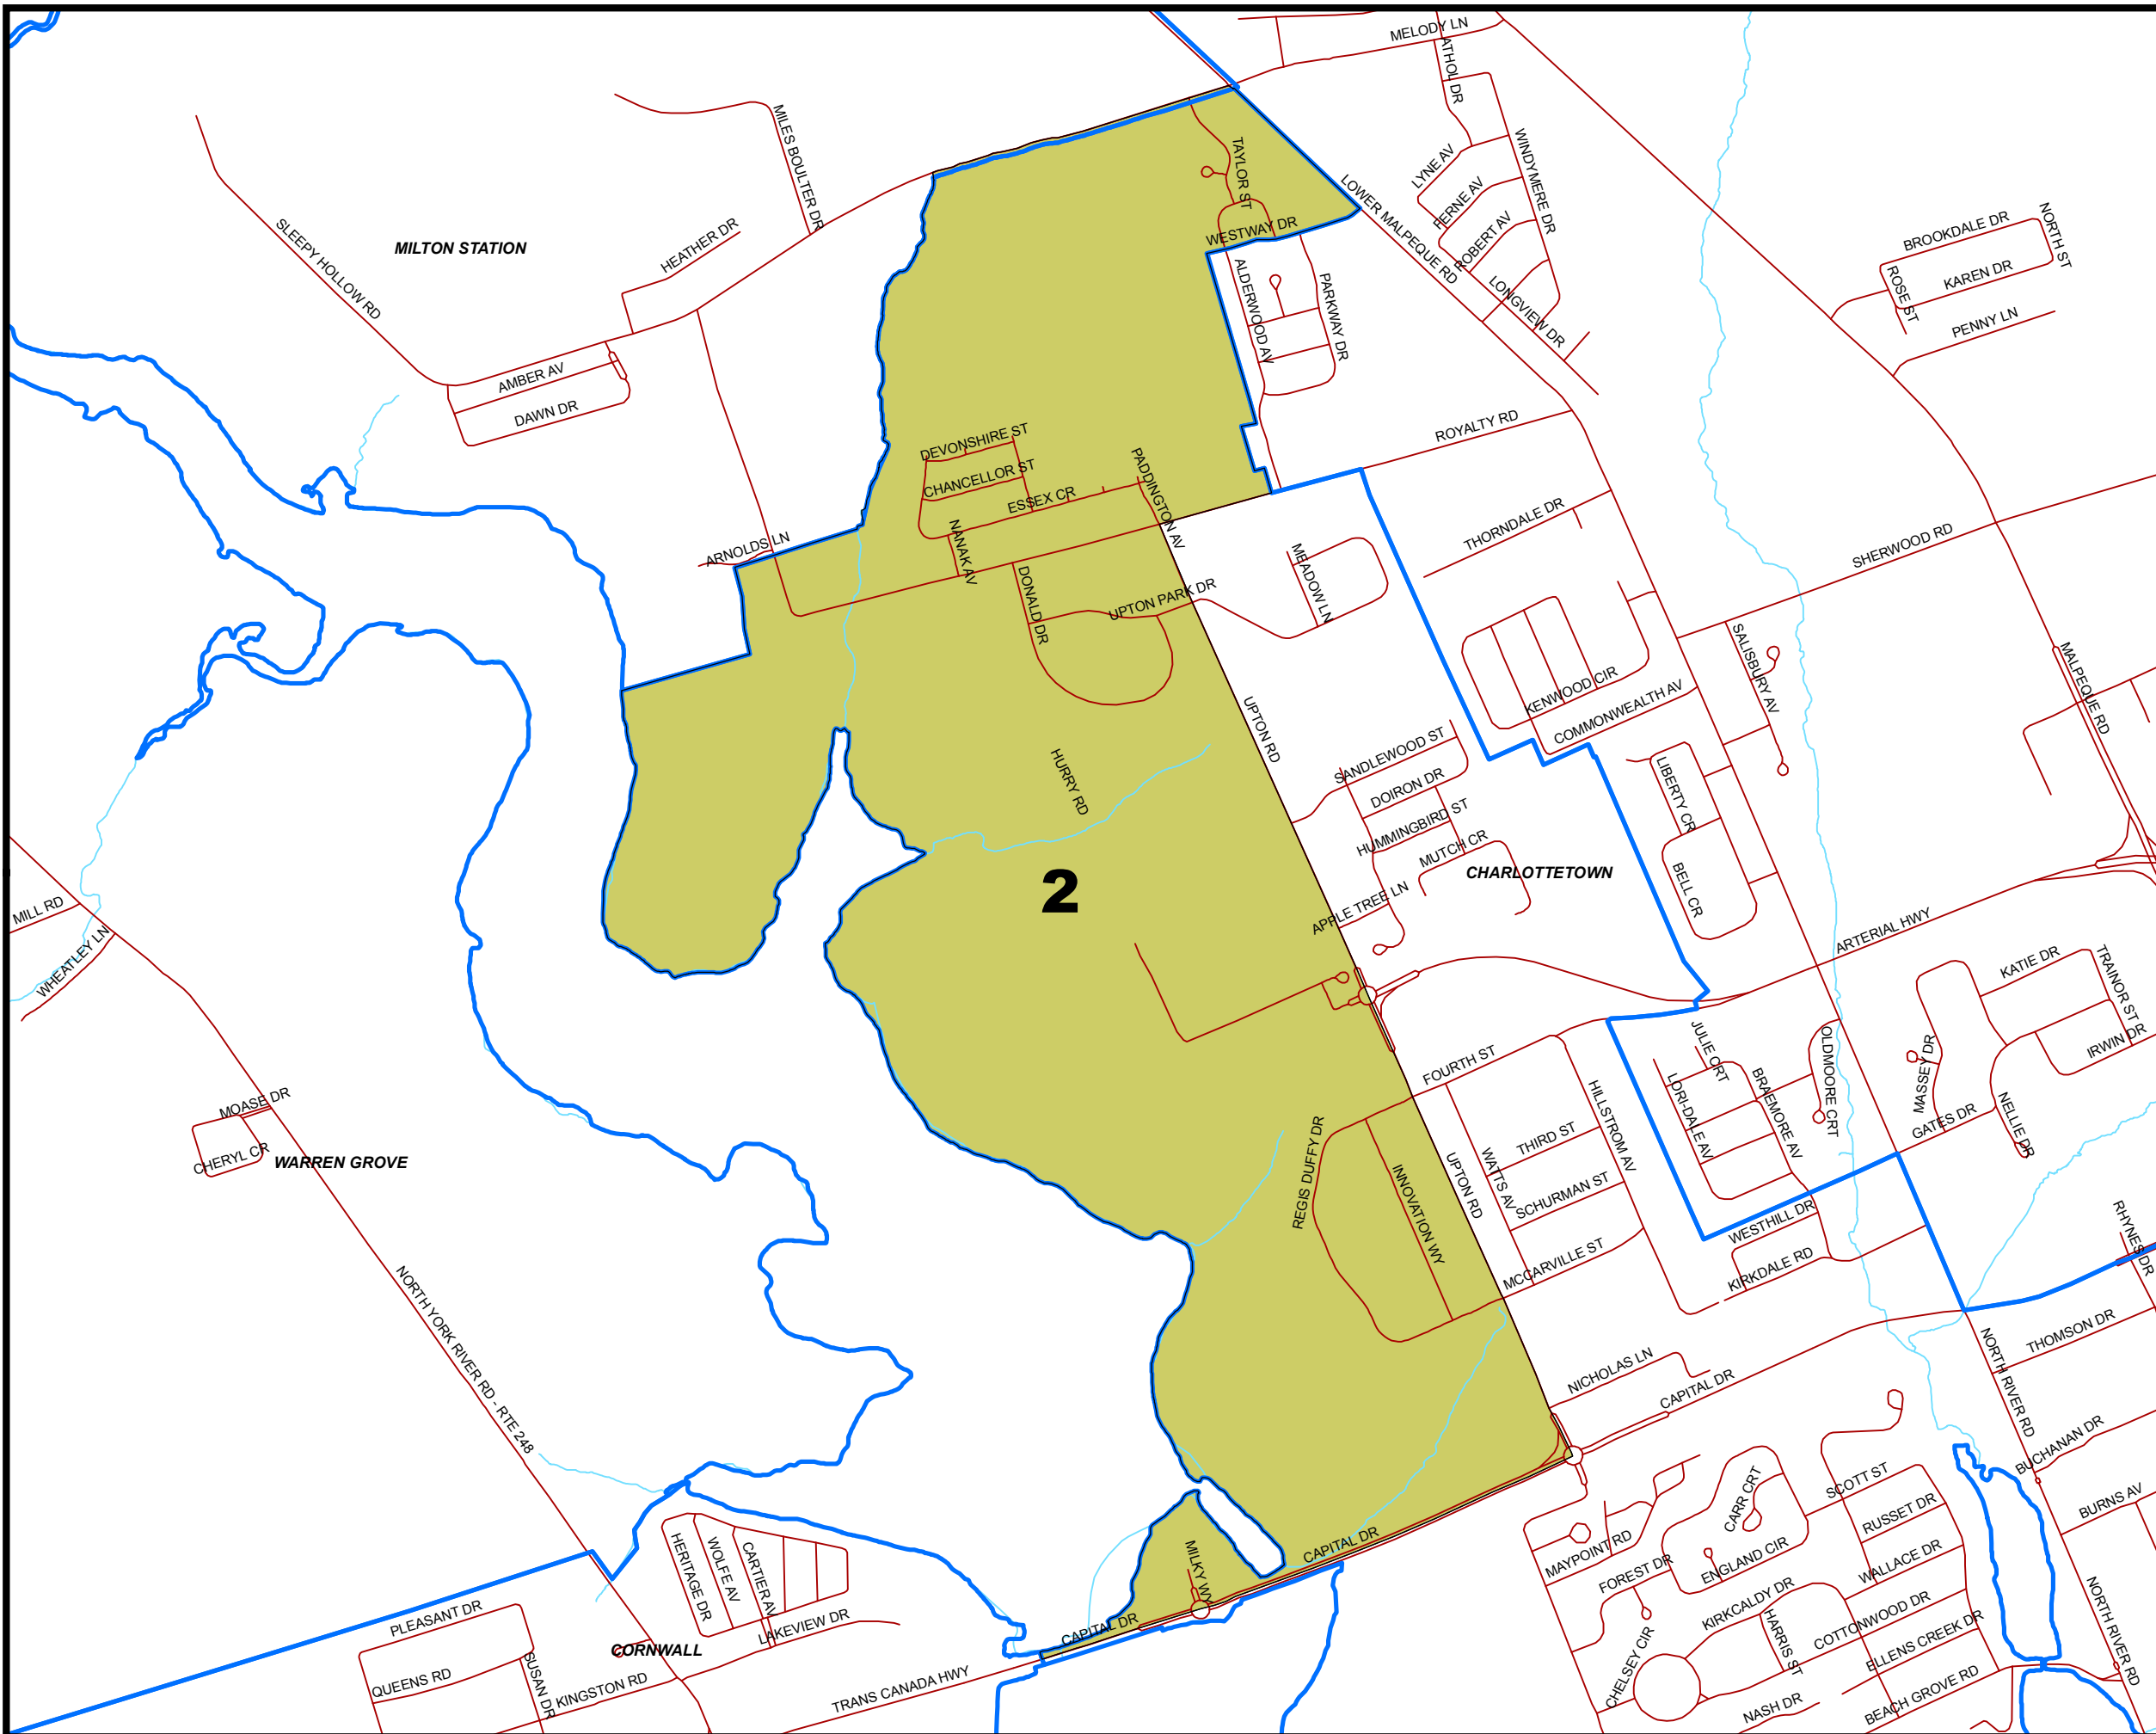 MELODY LN
ATHOL DR
MILES BOULTER DR
WINDYMERE DR
TAYLOR ST
LYNE AV
FERNE AV
ROBERT AV
LOWER MALPEQUE RD
LONGVIEW DR
WESTWAY DR
ALDERWOOD AV
PARKWAY DR
BROOKDALE DR
NORTH ST
KAREN DR
ROSE ST
PENNY LN
SLEEPY HOLLOW RD
MILTON STATION
HEATHER DR
AMBER AV
DAWN DR
ROYALTY RD
DEVONSHIRE ST
CHANCELLOR ST
ESSEX CR
PADDINGTON AV
NANAK AV
ARNOLDS LN
DONALD DR
UPTON PARK DR
MEADOW LN
THORNDALE DR
SHERWOOD RD
SALISBURY AV
MALPEQUE RD
KENWOOD CIR
COMMONWEALTH AV
UPTON RD
HURRY RD
SANDLEWOOD ST
DOIRON DR
HUMMINGBIRD ST
MUTCH CR
LIBERTY CR
BELL CR
CHARLOTTETOWN
2
APPLE TREE LN
ARTERIAL HWY
MILL RD
WHEATLEY LN
KATIE DR
TRAINOR ST
IRWIN DR
MASSEY DR
NELLIE DR
GATES DR
JULIE CRT
OLDMOORE CRT
LORI-DALE AV
BRAEMORE AV
FOURTH ST
HILLSTROM AV
THIRD ST
WATTS AV
SCHURMAN ST
UPTON RD
MCCARVILLE ST
REGIS DUFFY DR
INNOVATION WY
WESTHILL DR
KIRKDALE RD
RHYNES DR
MOASE DR
CHERYL CR
WARREN GROVE
NORTH YORK RIVER RD - RTE 248
THOMSON DR
NORTH RIVER RD
NICHOLAS LN
CAPITAL DR
BUCHANAN DR
BURNS AV
SCOTT ST
RUSSET DR
CARR CRT
WALLACE DR
MAYPOINT RD
FOREST DR
ENGLAND CIR
KIRKCALDY DR
HARRIS ST
COTTONWOOD DR
ELLENS CREEK DR
CHELSEY CIR
NASH DR
BEACH GROVE RD
NORTH RIVER RD
CAPITAL DR
MILKY WY
CAPITAL DR
TRANS CANADA HWY
HERITAGE DR
WOLFE AV
CARTIER AV
LAKEVIEW DR
PLEASANT DR
CORNWALL
QUEENS RD
SUSAN DR
KINGSTON RD